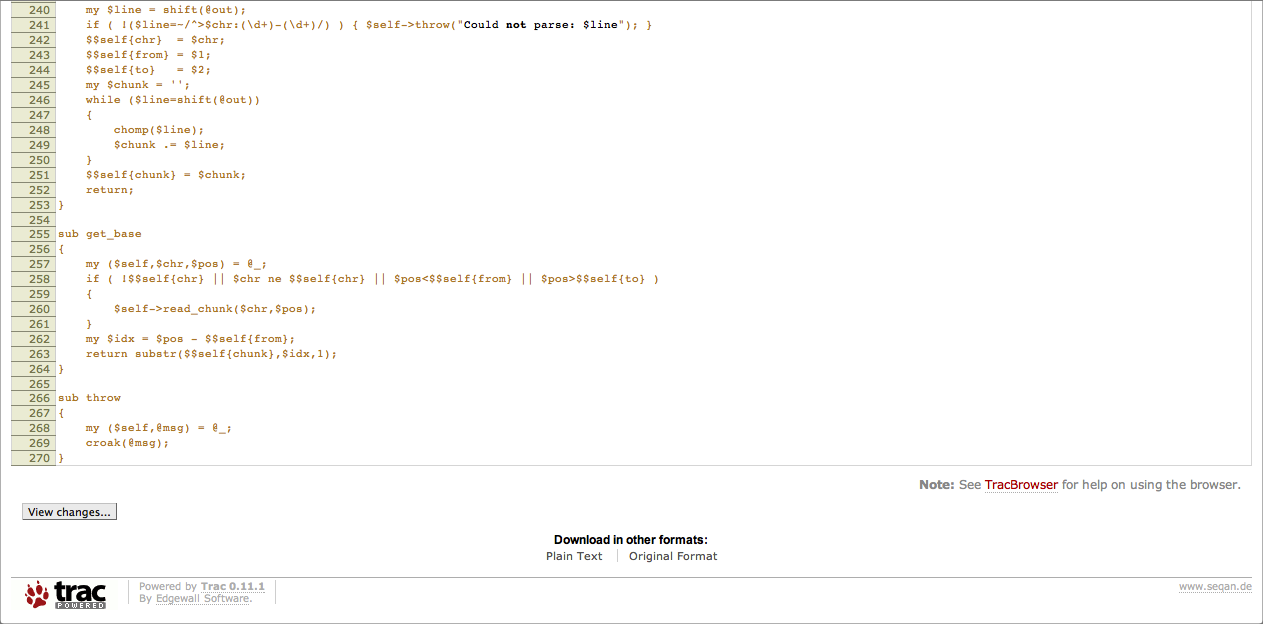 240 my $line = shift(@out);
241 if ( !($line=~/^>$chr:(\d+)-(\d+)/) ) { $self->throw("Could not parse: $line"); }
242 $$self{chr}  = $chr;
243 $$self{from} = $1;
244 $$self{to}   = $2;
245 my $chunk = '';
246 while ($line=shift(@out))
247 {
248 chomp($line);
249 $chunk .= $line;
250 }
251 $$self{chunk} = $chunk;
252 return;
253 }
254
255 sub get_base
256 {
257 my ($self,$chr,$pos) = @_;
258 if ( !$$self{chr} || $chr ne $$self{chr} || $pos<$$self{from} || $pos>$$self{to} )
259 {
260 $self->read_chunk($chr,$pos);
261 }
262 my $idx = $pos - $$self{from};
263 return substr($$self{chunk},$idx,1);
264 }
265
266 sub throw
267 {
268 my ($self,@msg) = @_;
269 croak(@msg);
270 }
Note: See TracBrowser for help on using the browser.
View changes...
Download in other formats:
Plain Text
Original Format
trac
POWERED
Powered by Trac 0.11.1
By Edgewall Software.
www.seqan.de